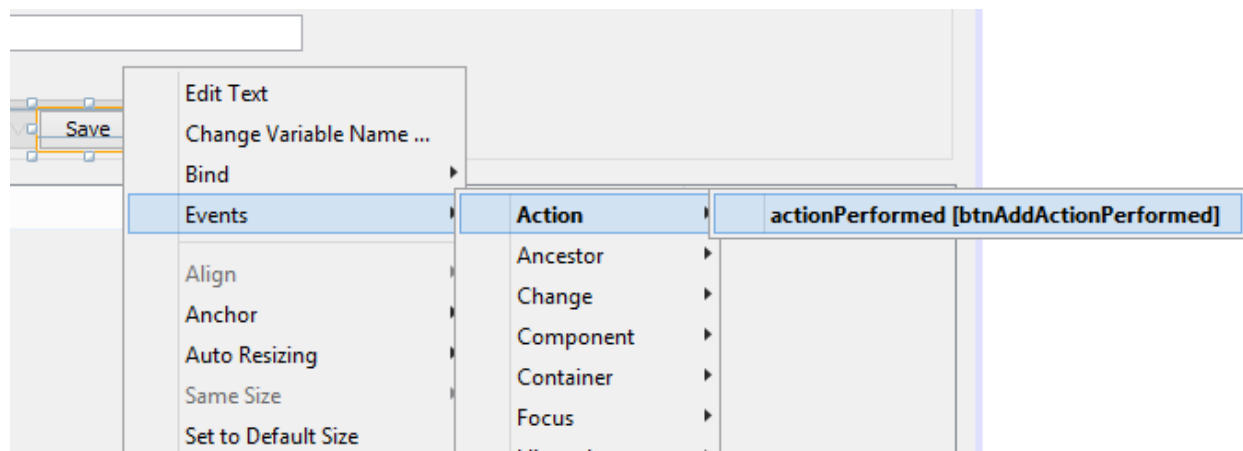 Edit Text
Save
Change Variable Name ...
Bind
Events
Action
actionPerformed [btnAddActionPerformed]
Ancestor
Align
Change
Anchor
Component
Auto Resizing
Container
Same Size
Focus
Set to Default Size